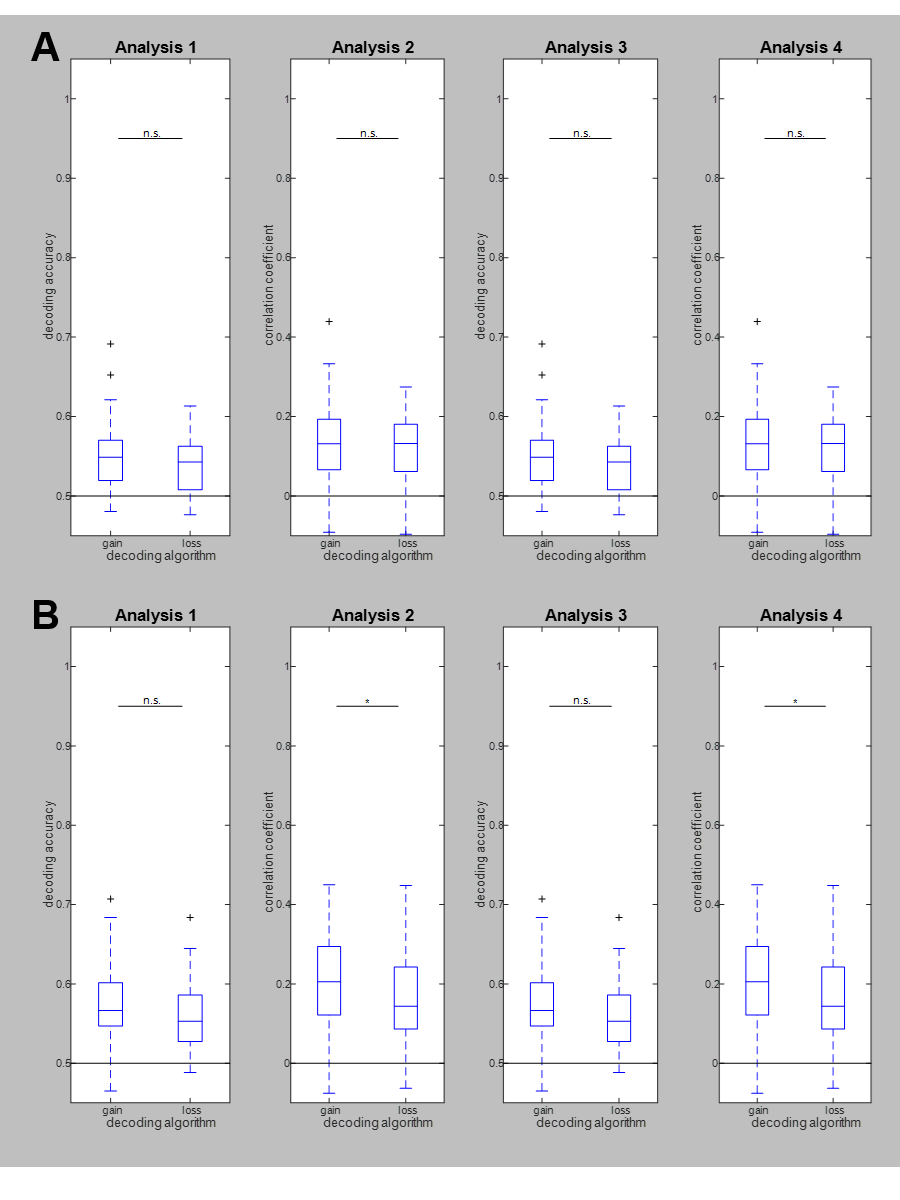 A
Analysis 1
Analysis 2
Analysis 3
Analysis 4
1
0.9
0.8
0.7
0.6
0.5
decoding accuracy
n.s.
gain
loss
decoding algorithm
1
0.8
0.6
0.4
0.2
0
correlation coefficient
n.s.
gain
loss
decoding algorithm
1
0.9
0.8
0.7
0.6
0.5
decoding accuracy
n.s.
gain
loss
decoding algorithm
1
0.8
0.6
0.4
0.2
0
correlation coefficient
n.s.
gain
loss
decoding algorithm
B
Analysis 1
Analysis 2
Analysis 3
Analysis 4
1
0.9
0.8
0.7
0.6
0.5
decoding accuracy
n.s.
gain
loss
decoding algorithm
1
0.8
0.6
0.4
0.2
0
correlation coefficient
*
gain
loss
decoding algorithm
1
0.9
0.8
0.7
0.6
0.5
decoding accuracy
n.s.
gain
loss
decoding algorithm
1
0.8
0.6
0.4
0.2
0
correlation coefficient
*
gain
loss
decoding algorithm